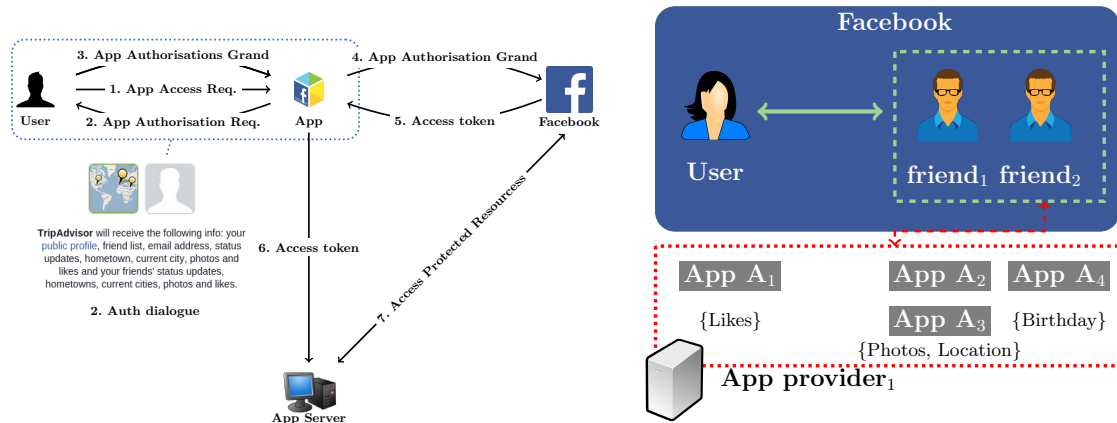 3. App Authorisations Grand
1. App Access Req.
2. App Authorisation Req.
User
App
4. App Authorisation Grand
5. Access token
Facebook
TripAdvisor will receive the following info: your
public profile, friend list, email address, status
updates, hometown, current city, photos and
likes and your friends' status updates,
hometowns, current cities, photos and likes.
2. Auth dialogue
6. Access token
7. Access Protected Resourcess
App Server
Facebook
User
friend1 friend2
App A1
App A2
App A4
{Likes}
App A3
{Birthday}
{Photos, Location}
App provider1